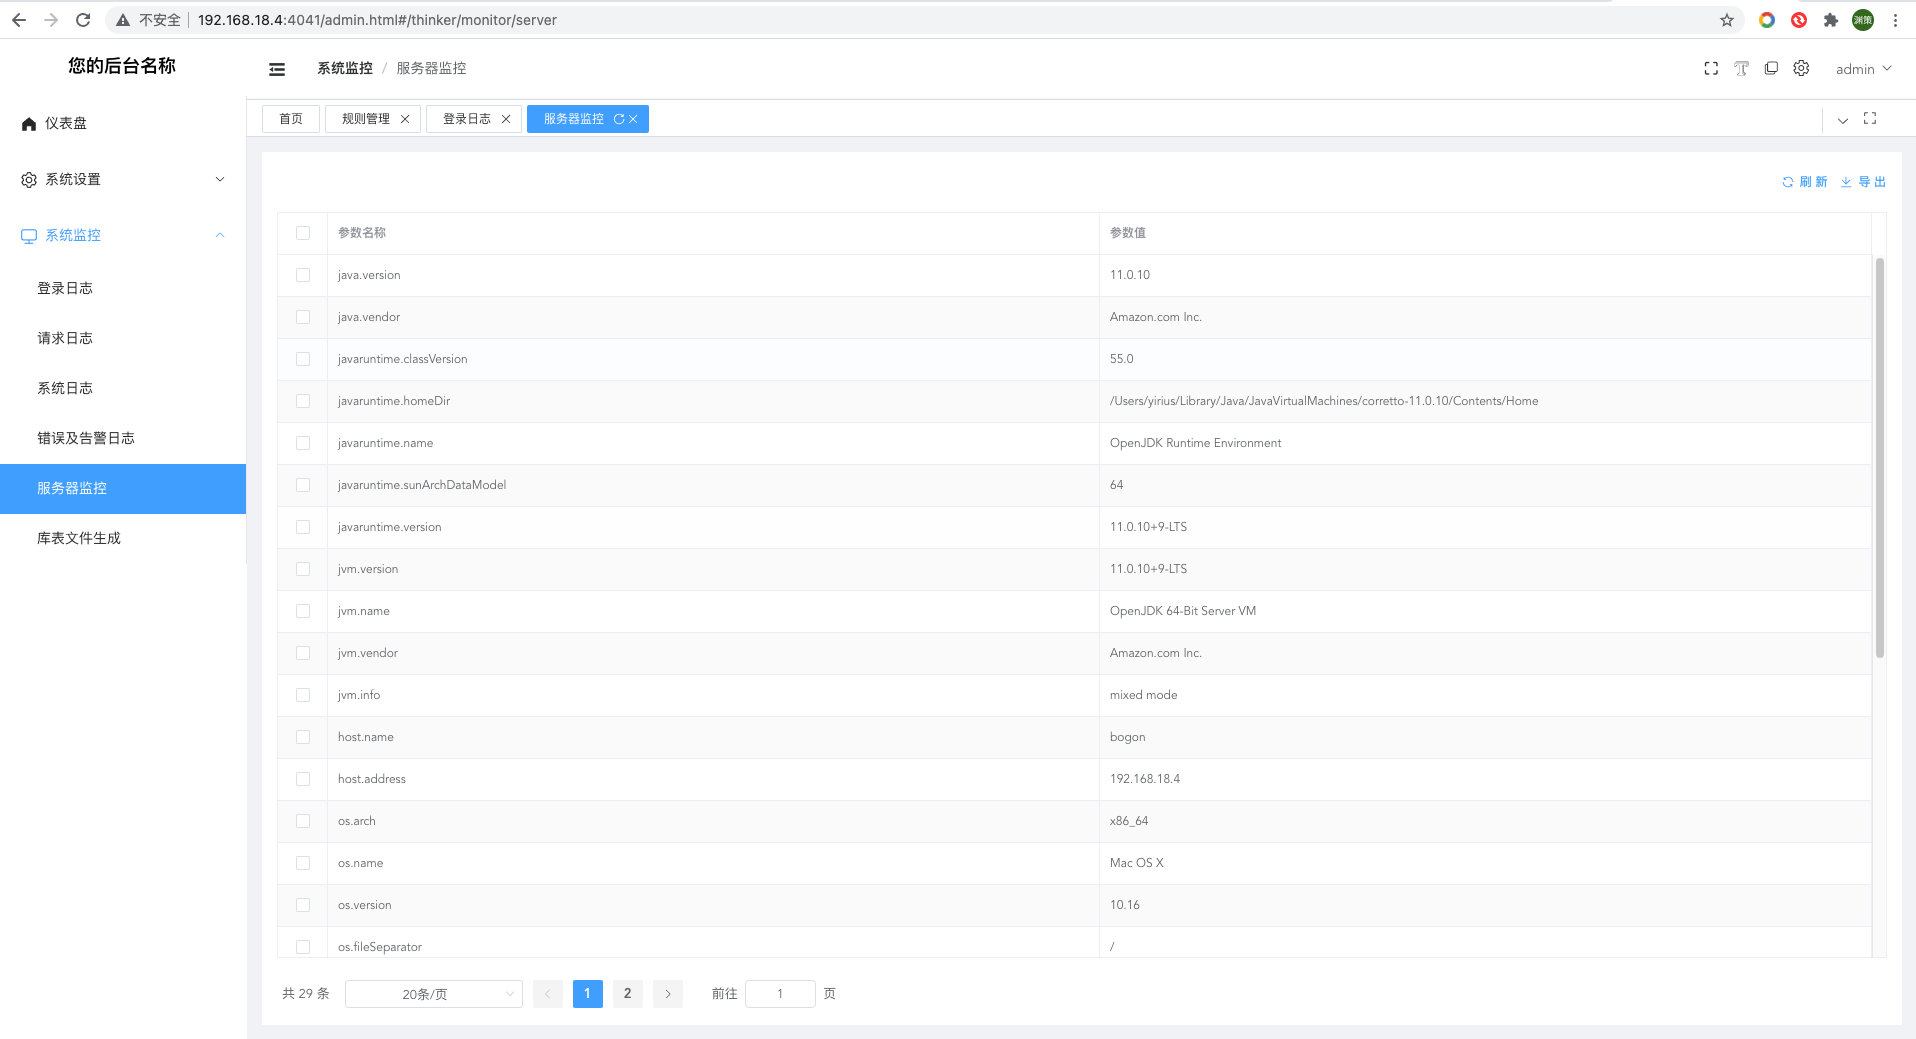 不安全 192.168.18.4:4041/admin.html#/thinker/monitor/server
渊策
您的后台名称
系统监控 / 服务器监控
admin
仪表盘
系统设置
系统监控
登录日志
请求日志
系统日志
错误及告警日志
服务器监控
库表文件生成
首页 规则管理 登录日志 服务器监控
刷新 导出
参数名称 参数值
java.version 11.0.10
java.vendor Amazon.com Inc.
javaruntime.classVersion 55.0
javaruntime.homeDir /Users/yirius/Library/Java/JavaVirtualMachines/corretto-11.0.10/Contents/Home
javaruntime.name OpenJDK Runtime Environment
javaruntime.sunArchDataModel 64
javaruntime.version 11.0.10+9-LTS
jvm.version 11.0.10+9-LTS
jvm.name OpenJDK 64-Bit Server VM
jvm.vendor Amazon.com Inc.
jvm.info mixed mode
host.name bogon
host.address 192.168.18.4
os.arch x86_64
os.name Mac OS X
os.version 10.16
os.fileSeparator /
共 29 条 20条/页 1 2 前往 1 页